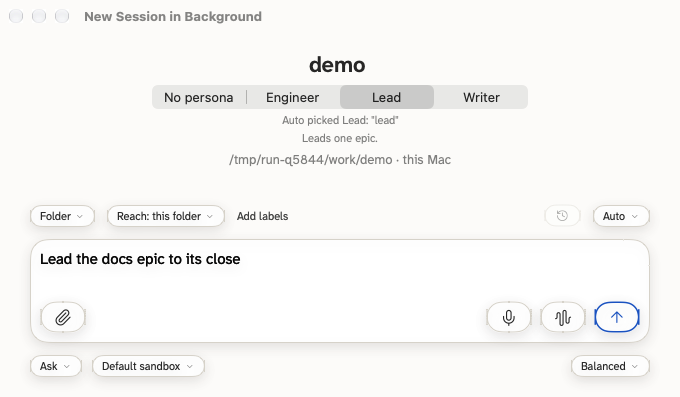 New Session in Background
demo
No persona Engineer Lead Writer
Auto picked Lead: "lead"
Leads one epic.
/tmp/run-q5844/work/demo · this Mac
Folder Reach: this folder Add labels Auto
Lead the docs epic to its close
Ask Default sandbox Balanced